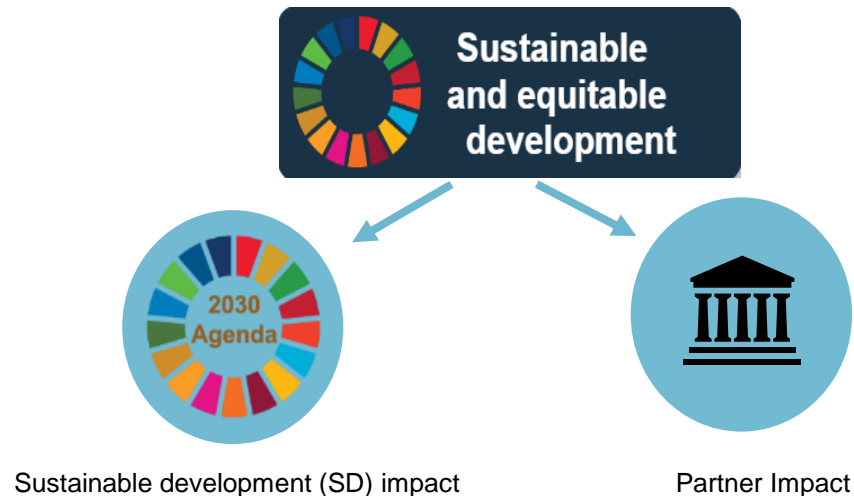 Sustainable
and equitable
development
2030
Agenda
Sustainable development (SD) impact
Partner Impact